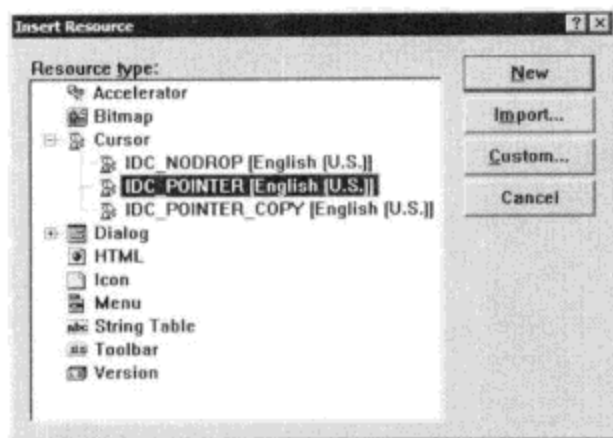 Insert Resource
Resource type:
Accelerator
Bitmap
Cursor
IDC_NODROP [English (U.S.)]
IDC_POINTER [English (U.S.)]
IDC_POINTER_COPY [English (U.S.)]
Dialog
HTML
Icon
Menu
abc String Table
Toolbar
Version
New
Import...
Custom...
Cancel